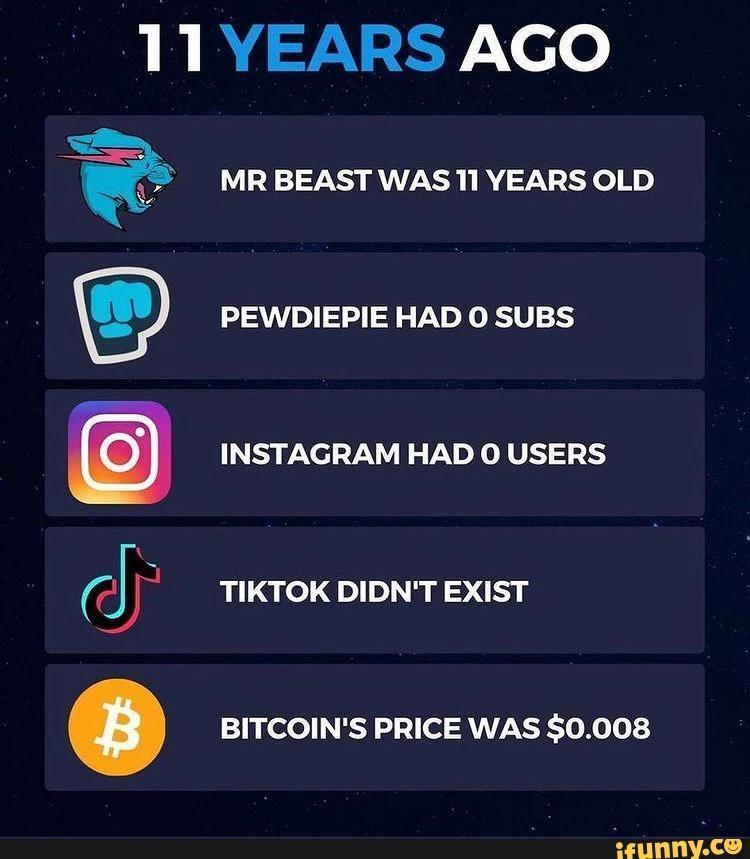 11 YEARS AGO
MR BEAST WAS 11 YEARS OLD
PEWDIEPIE HAD 0 SUBS
INSTAGRAM HAD 0 USERS
TIKTOK DIDN'T EXIST
BITCOIN'S PRICE WAS $0.008
ifunny.co